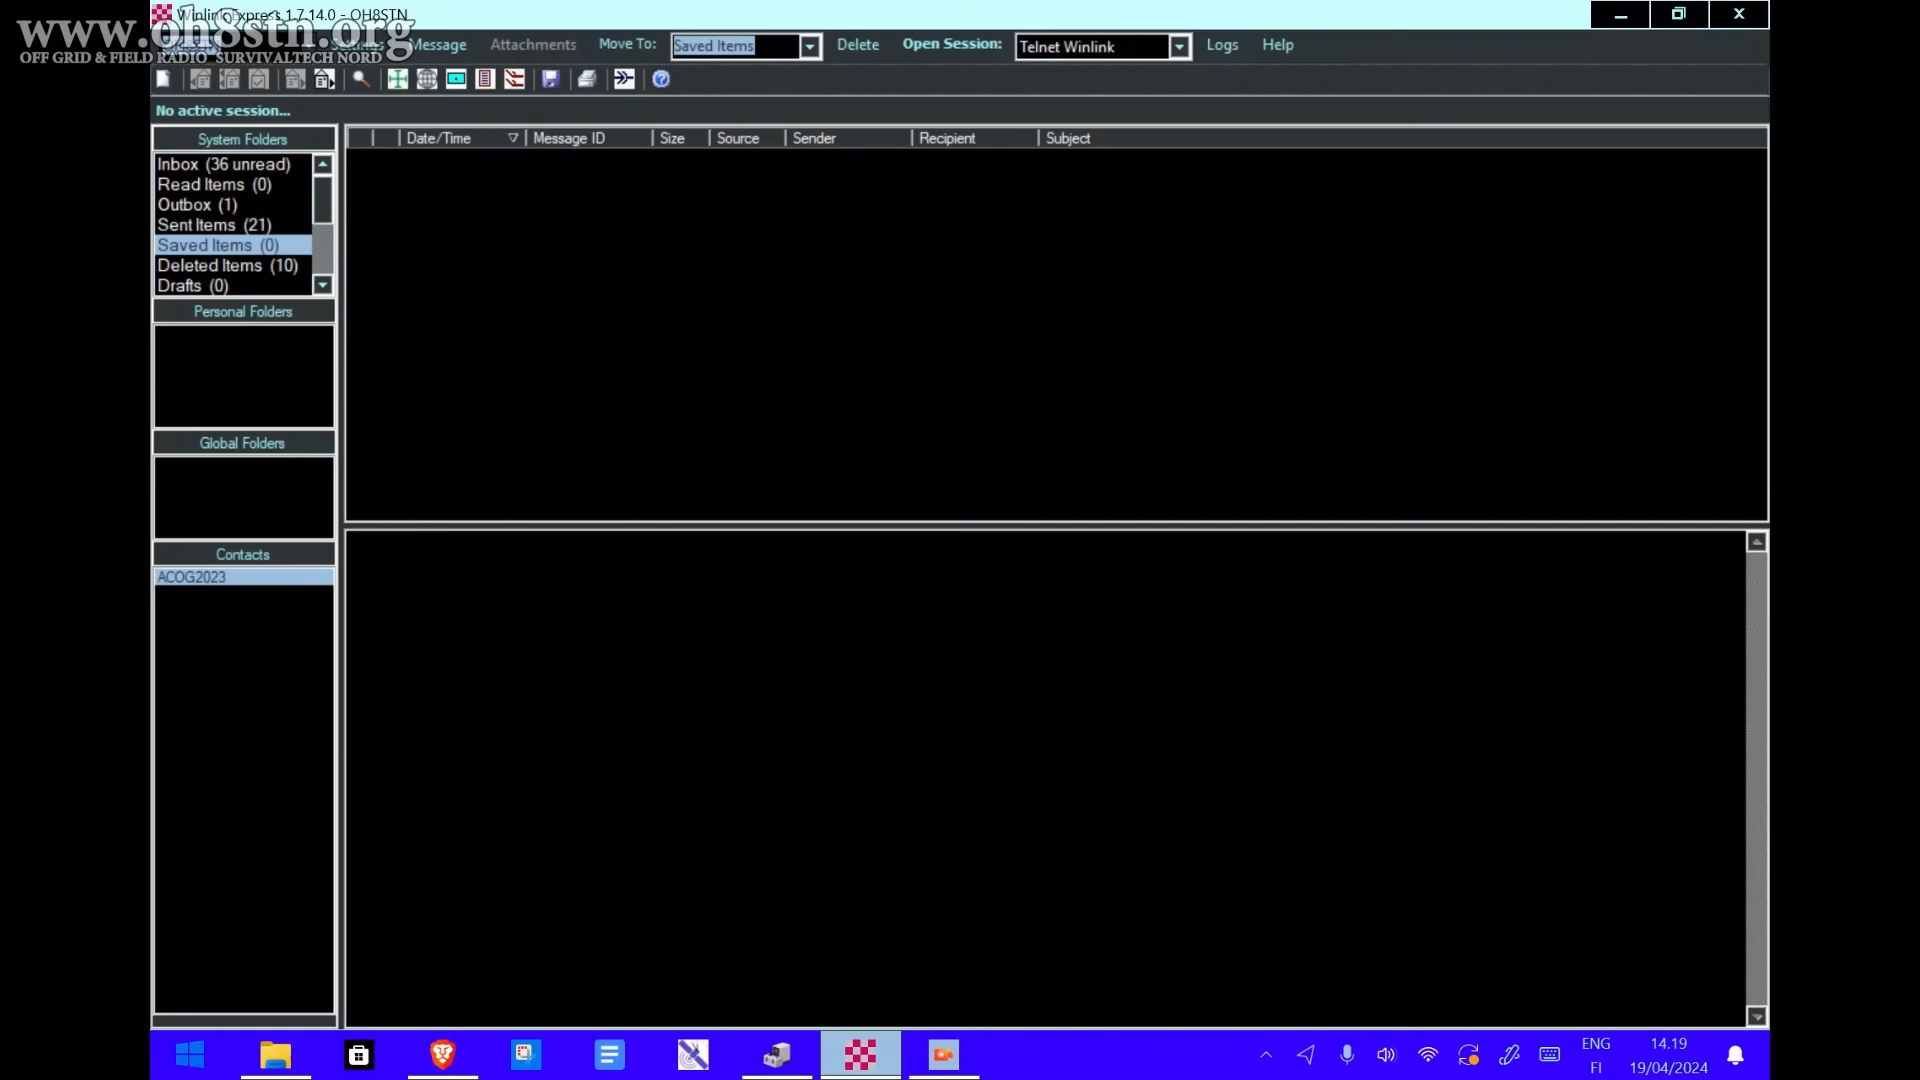 Winlink Express 1.7.14.0 - OH8STN
www.oh8stn.org
OFF GRID & FIELD RADIO SURVIVALTECH NORD
Settings Message Attachments Move To: Saved Items Delete Open Session: Telnet Winlink Logs Help
No active session...
System Folders
Date/Time Message ID Size Source Sender Recipient Subject
Inbox (36 unread)
Read Items (0)
Outbox (1)
Sent Items (21)
Saved Items (0)
Deleted Items (10)
Drafts (0)
Personal Folders
Global Folders
Contacts
ACOG2023
ENG
FI
14.19
19/04/2024